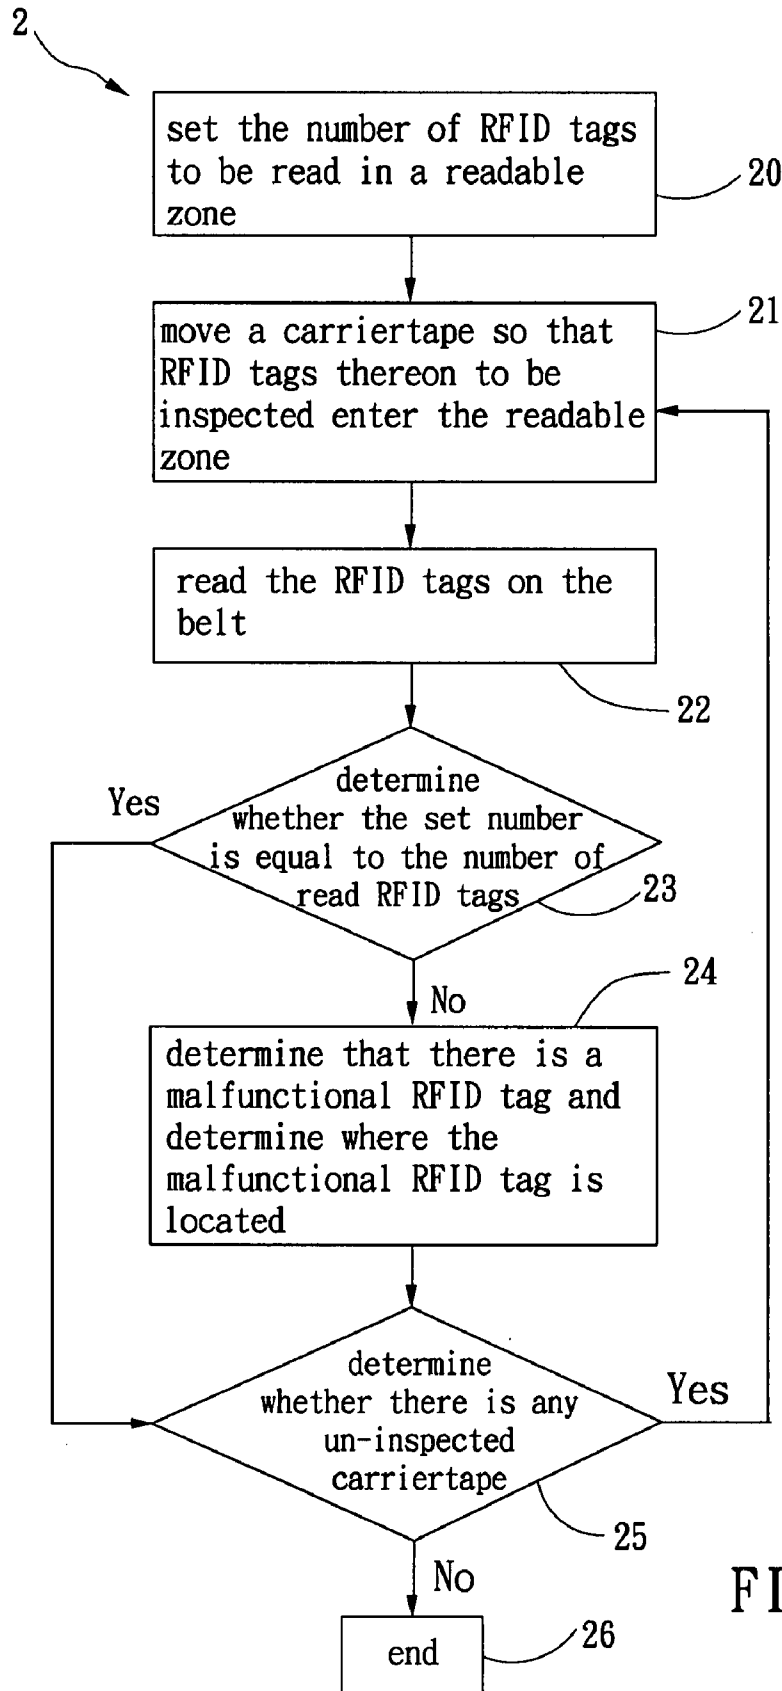 2
set the number of RFID tags
to be read in a readable
zone
20
move a carriertape so that
RFID tags thereon to be
inspected enter the readable
zone
21
read the RFID tags on the
belt
22
determine
whether the set number
is equal to the number of
read RFID tags
23
Yes
No
24
determine that there is a
malfunctional RFID tag and
determine where the
malfunctional RFID tag is
located
determine
whether there is any
un-inspected
carriertape
Yes
25
No
FI
end
26